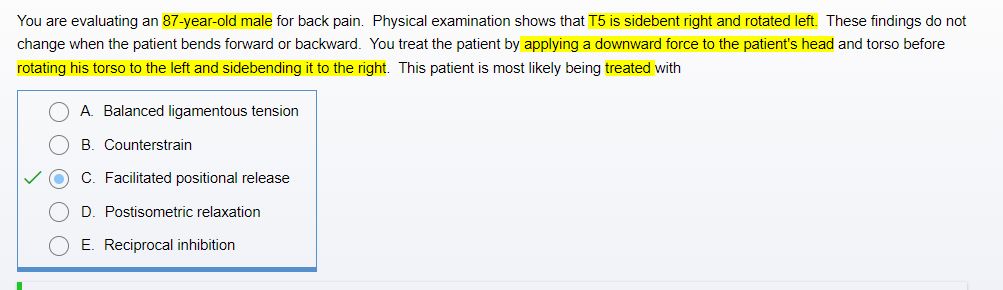 You are evaluating an 87-year-old male for back pain.  Physical examination shows that T5 is sidebent right and rotated left.  These findings do not
change when the patient bends forward or backward.  You treat the patient by applying a downward force to the patient's head and torso before
rotating his torso to the left and sidebending it to the right.  This patient is most likely being treated with
A.  Balanced ligamentous tension
B.  Counterstrain
C.  Facilitated positional release
D.  Postisometric relaxation
E.  Reciprocal inhibition